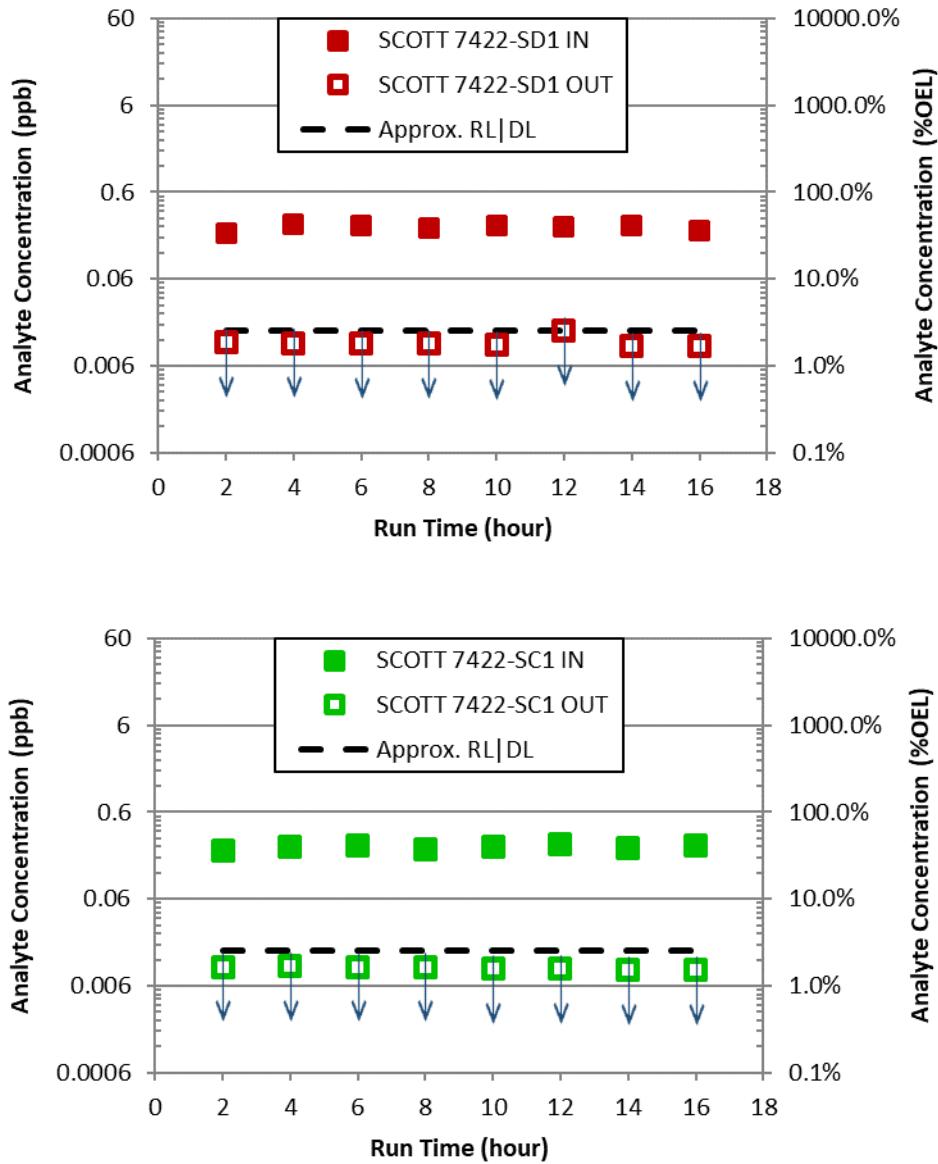 SCOTT 7422-SD1 IN
SCOTT 7422-SD1 OUT
Approx. RL|DL
Analyte Concentration (ppb)
60
6
0.6
0.06
0.006
0.0006
Analyte Concentration (%OEL)
10000.0%
1000.0%
100.0%
10.0%
1.0%
0.1%
0 2 4 6 8 10 12 14 16 18
Run Time (hour)
SCOTT 7422-SC1 IN
SCOTT 7422-SC1 OUT
Approx. RL|DL
Analyte Concentration (ppb)
60
6
0.6
0.06
0.006
0.0006
Analyte Concentration (%OEL)
10000.0%
1000.0%
100.0%
10.0%
1.0%
0.1%
0 2 4 6 8 10 12 14 16 18
Run Time (hour)